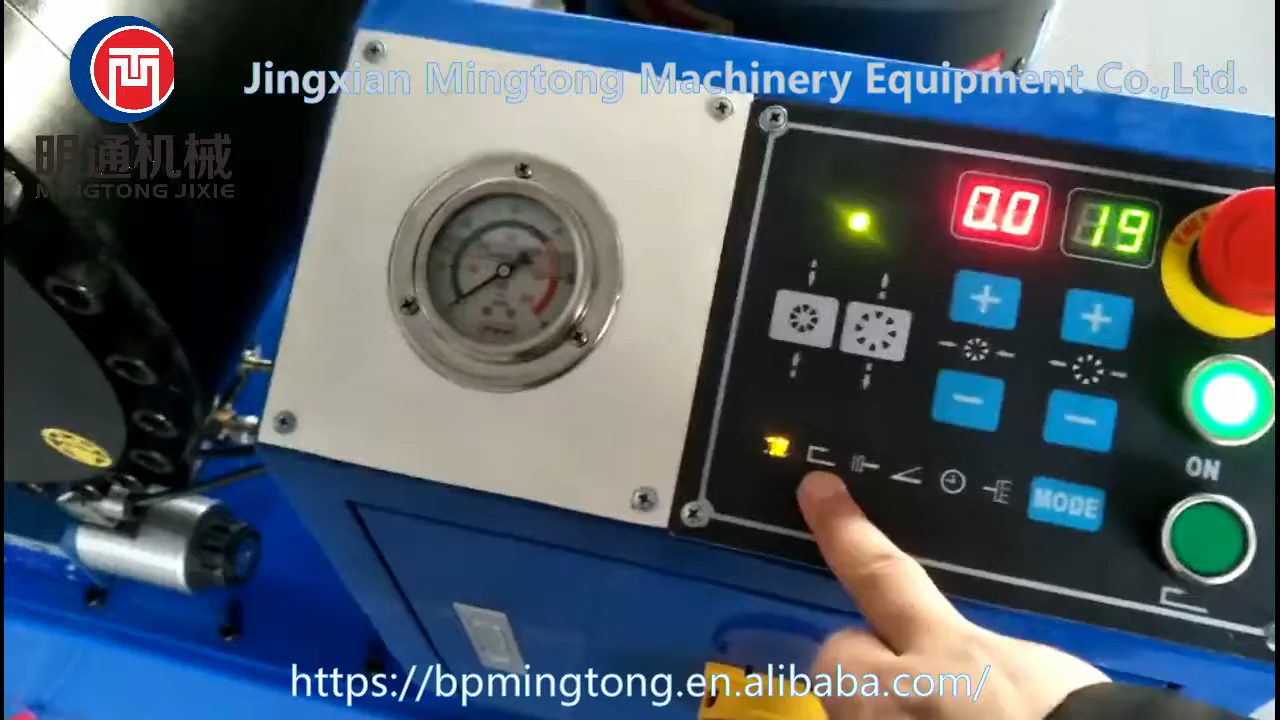 Jingxian Mingtong Machinery Equipment Co.,Ltd.
明通机械
MINGTONG JIXIE
0.0
19
ON
MODE
https://bpmingtong.en.alibaba.com/